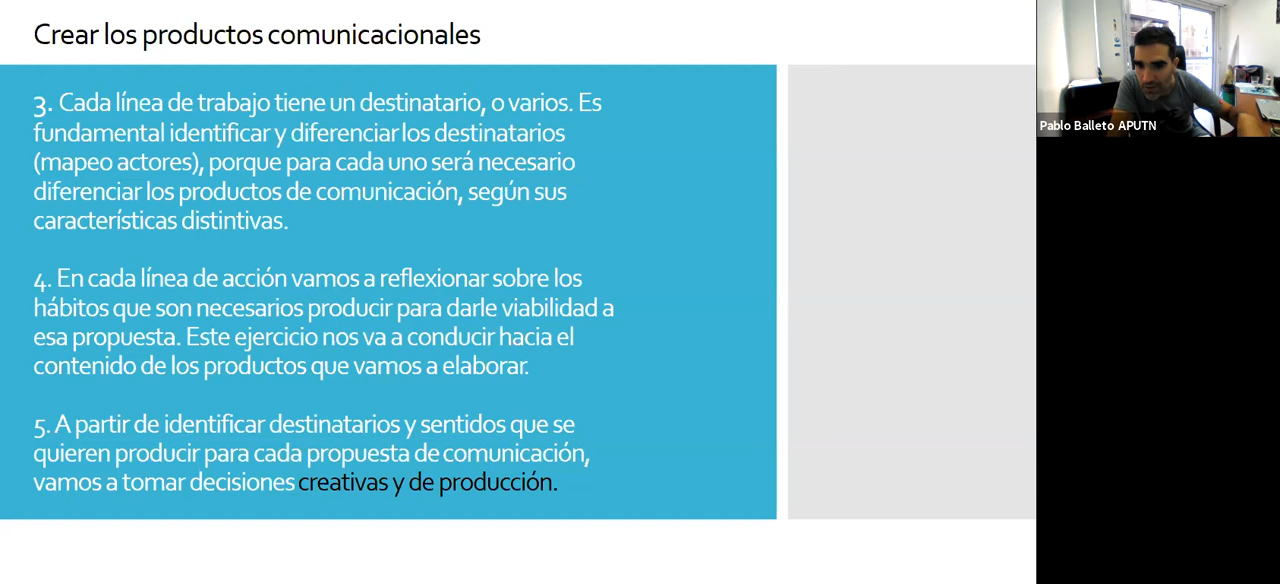 Crear los productos comunicacionales
3. Cada línea de trabajo tiene un destinatario, o varios. Es
fundamental identificar y diferenciar los destinatarios
(mapeo actores), porque para cada uno será necesario
diferenciar los productos de comunicación, según sus
características distintivas.
4. En cada línea de acción vamos a reflexionar sobre los
hábitos que son necesarios producir para darle viabilidad a
esa propuesta. Este ejercicio nos va a conducir hacia el
contenido de los productos que vamos a elaborar.
5. A partir de identificar destinatarios y sentidos que se
quieren producir para cada propuesta de comunicación,
vamos a tomar decisiones creativas y de producción.
Pablo Balleto APUTN